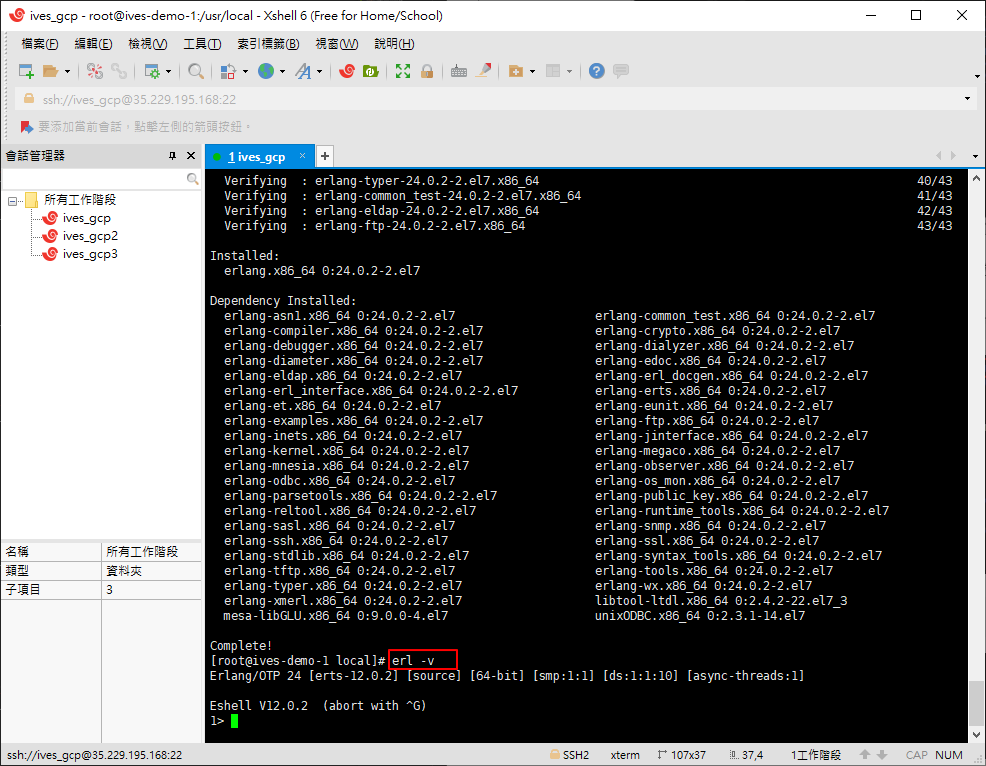 ives_gcp - root@ives-demo-1:/usr/local - Xshell 6 (Free for Home/School)
檔案(F) 編輯(E) 檢視(V) 工具(T) 索引標籤(B) 視窗(W) 說明(H)
ssh://ives_gcp@35.229.195.168:22
要添加當前會話，點擊左側的箭頭按鈕。
會話管理器
1 ives_gcp
所有工作階段
ives_gcp
ives_gcp2
ives_gcp3
名稱 所有工作階段
類型 資料夾
子項目 3
Verifying : erlang-typer-24.0.2-2.el7.x86_64 40/43
Verifying : erlang-common_test-24.0.2-2.el7.x86_64 41/43
Verifying : erlang-eldap-24.0.2-2.el7.x86_64 42/43
Verifying : erlang-ftp-24.0.2-2.el7.x86_64 43/43
Installed:
erlang.x86_64 0:24.0.2-2.el7
Dependency Installed:
erlang-asn1.x86_64 0:24.0.2-2.el7 erlang-common_test.x86_64 0:24.0.2-2.el7
erlang-compiler.x86_64 0:24.0.2-2.el7 erlang-crypto.x86_64 0:24.0.2-2.el7
erlang-debugger.x86_64 0:24.0.2-2.el7 erlang-dialyzer.x86_64 0:24.0.2-2.el7
erlang-diameter.x86_64 0:24.0.2-2.el7 erlang-edoc.x86_64 0:24.0.2-2.el7
erlang-eldap.x86_64 0:24.0.2-2.el7 erlang-erl_docgen.x86_64 0:24.0.2-2.el7
erlang-erl_interface.x86_64 0:24.0.2-2.el7 erlang-erts.x86_64 0:24.0.2-2.el7
erlang-et.x86_64 0:24.0.2-2.el7 erlang-eunit.x86_64 0:24.0.2-2.el7
erlang-examples.x86_64 0:24.0.2-2.el7 erlang-ftp.x86_64 0:24.0.2-2.el7
erlang-inets.x86_64 0:24.0.2-2.el7 erlang-jinterface.x86_64 0:24.0.2-2.el7
erlang-kernel.x86_64 0:24.0.2-2.el7 erlang-megaco.x86_64 0:24.0.2-2.el7
erlang-mnesia.x86_64 0:24.0.2-2.el7 erlang-observer.x86_64 0:24.0.2-2.el7
erlang-odbc.x86_64 0:24.0.2-2.el7 erlang-os_mon.x86_64 0:24.0.2-2.el7
erlang-parsetools.x86_64 0:24.0.2-2.el7 erlang-public_key.x86_64 0:24.0.2-2.el7
erlang-reltool.x86_64 0:24.0.2-2.el7 erlang-runtime_tools.x86_64 0:24.0.2-2.el7
erlang-sasl.x86_64 0:24.0.2-2.el7 erlang-snmp.x86_64 0:24.0.2-2.el7
erlang-ssh.x86_64 0:24.0.2-2.el7 erlang-ssl.x86_64 0:24.0.2-2.el7
erlang-stdlib.x86_64 0:24.0.2-2.el7 erlang-syntax_tools.x86_64 0:24.0.2-2.el7
erlang-tftp.x86_64 0:24.0.2-2.el7 erlang-tools.x86_64 0:24.0.2-2.el7
erlang-typer.x86_64 0:24.0.2-2.el7 erlang-wx.x86_64 0:24.0.2-2.el7
erlang-xmerl.x86_64 0:24.0.2-2.el7 libtool-ltdl.x86_64 0:2.4.2-22.el7_3
mesa-libGLU.x86_64 0:9.0.0-4.el7 unixODBC.x86_64 0:2.3.1-14.el7
Complete!
[root@ives-demo-1 local]# erl -v
Erlang/OTP 24 [erts-12.0.2] [source] [64-bit] [smp:1:1] [ds:1:1:10] [async-threads:1]
Eshell V12.0.2 (abort with ^G)
1>
ssh://ives_gcp@35.229.195.168:22 SSH2 xterm 107x37 37,4 1工作階段 CAP NUM